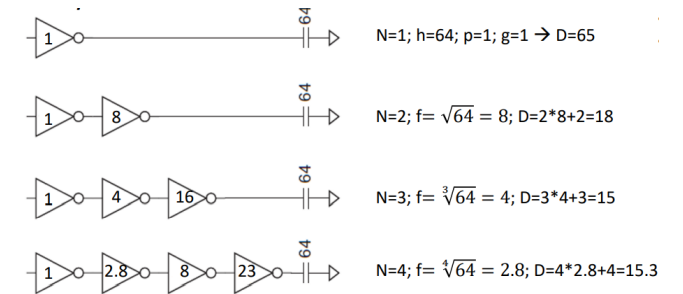 64
1
N=1; h=64; p=1; g=1 → D=65
64
1 8
N=2; f= √64 = 8; D=2*8+2=18
64
1 4 16
N=3; f= ∛64 = 4; D=3*4+3=15
64
1 2.8 8 23
N=4; f= ∜64 = 2.8; D=4*2.8+4=15.3